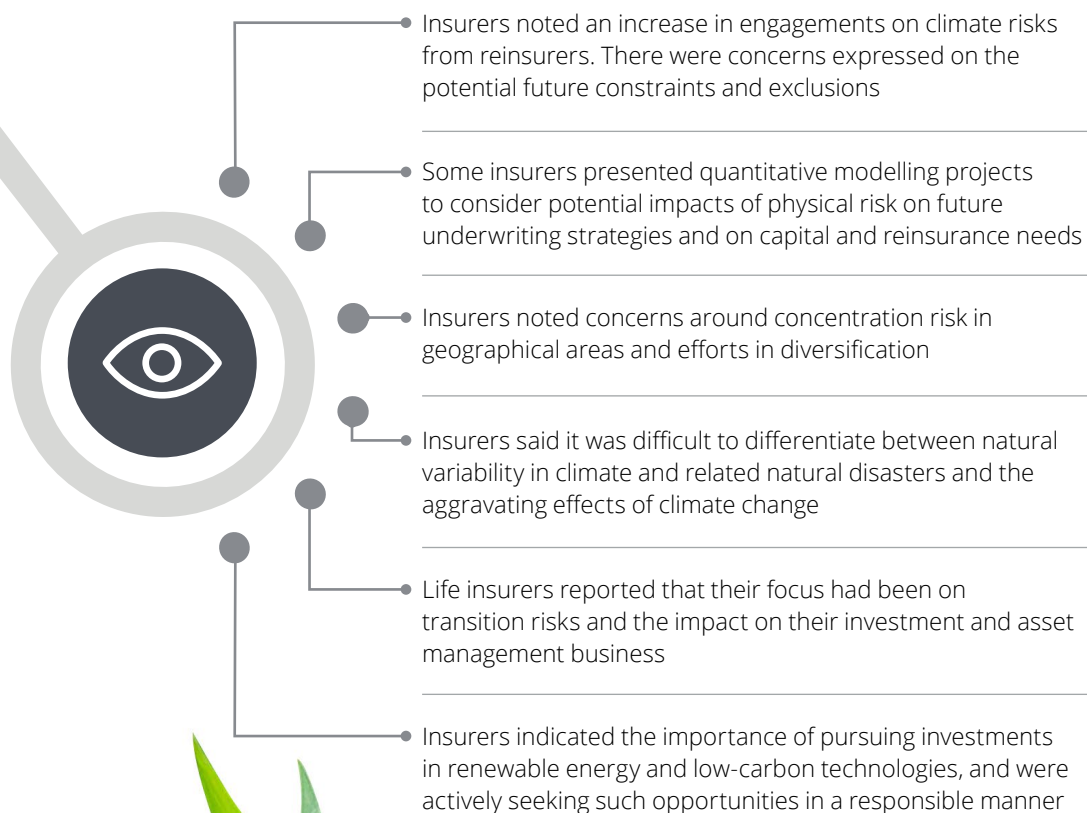 Insurers noted an increase in engagements on climate risks
from reinsurers. There were concerns expressed on the
potential future constraints and exclusions
Some insurers presented quantitative modelling projects
to consider potential impacts of physical risk on future
underwriting strategies and on capital and reinsurance needs
Insurers noted concerns around concentration risk in
geographical areas and efforts in diversification
Insurers said it was difficult to differentiate between natural
variability in climate and related natural disasters and the
aggravating effects of climate change
Life insurers reported that their focus had been on
transition risks and the impact on their investment and asset
management business
Insurers indicated the importance of pursuing investments
in renewable energy and low-carbon technologies, and were
actively seeking such opportunities in a responsible manner